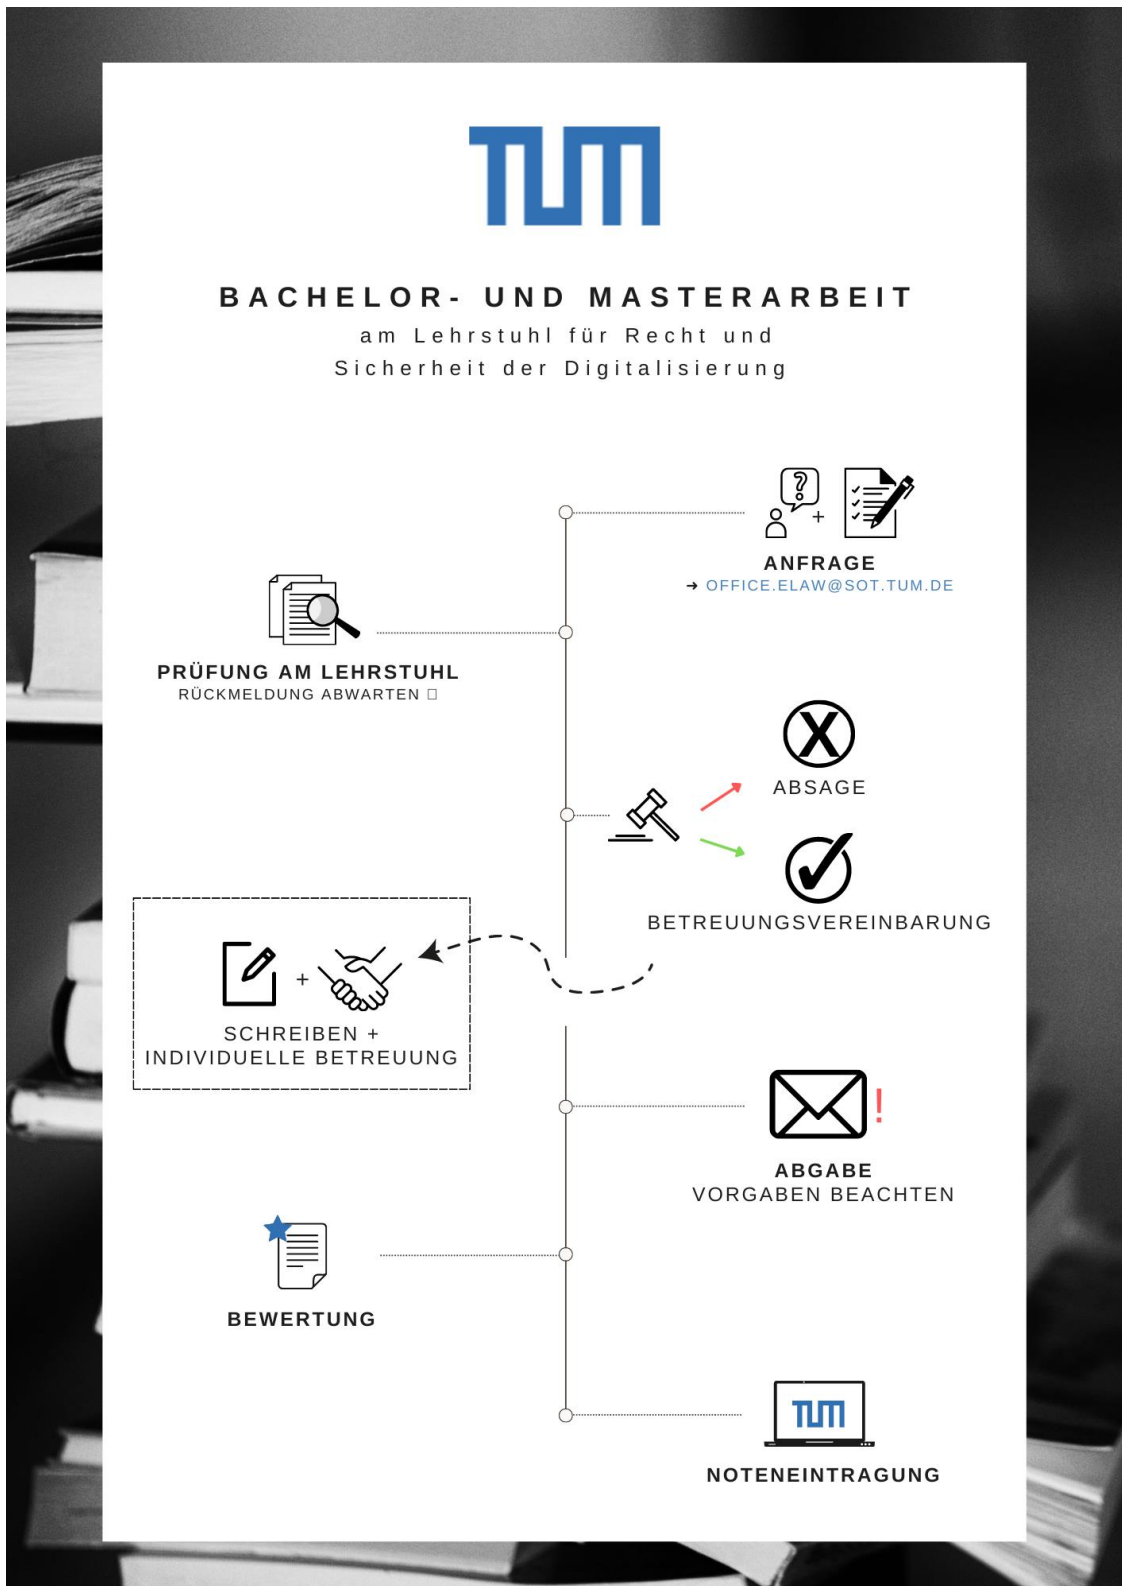 TUM
BACHELOR- UND MASTERARBEIT
am Lehrstuhl für Recht und
Sicherheit der Digitalisierung
?
+
ANFRAGE
➜ OFFICE.ELAW@SOT.TUM.DE
PRÜFUNG AM LEHRSTUHL
RÜCKMELDUNG ABWARTEN
X
ABSAGE
BETREUUNGSVEREINBARUNG
+
SCHREIBEN +
INDIVIDUELLE BETREUUNG
!
ABGABE
VORGABEN BEACHTEN
BEWERTUNG
TUM
NOTENEINTRAGUNG